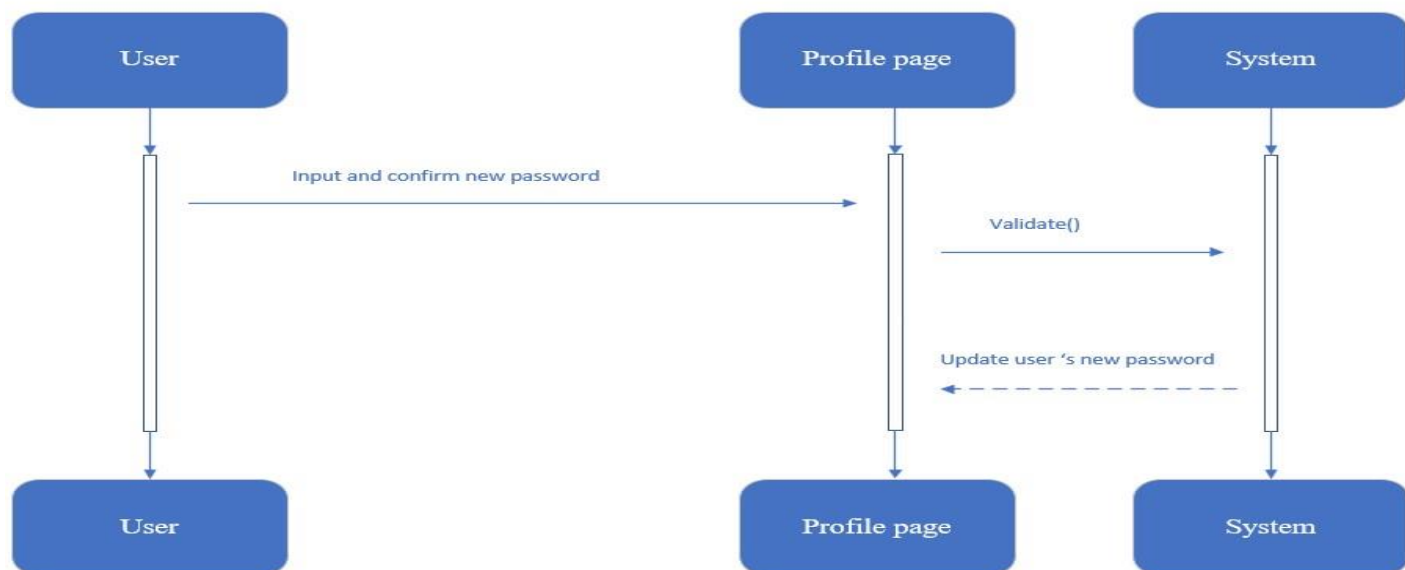 User
Profile page
System
Input and confirm new password
Validate()
Update user ‘s new password
User
Profile page
System